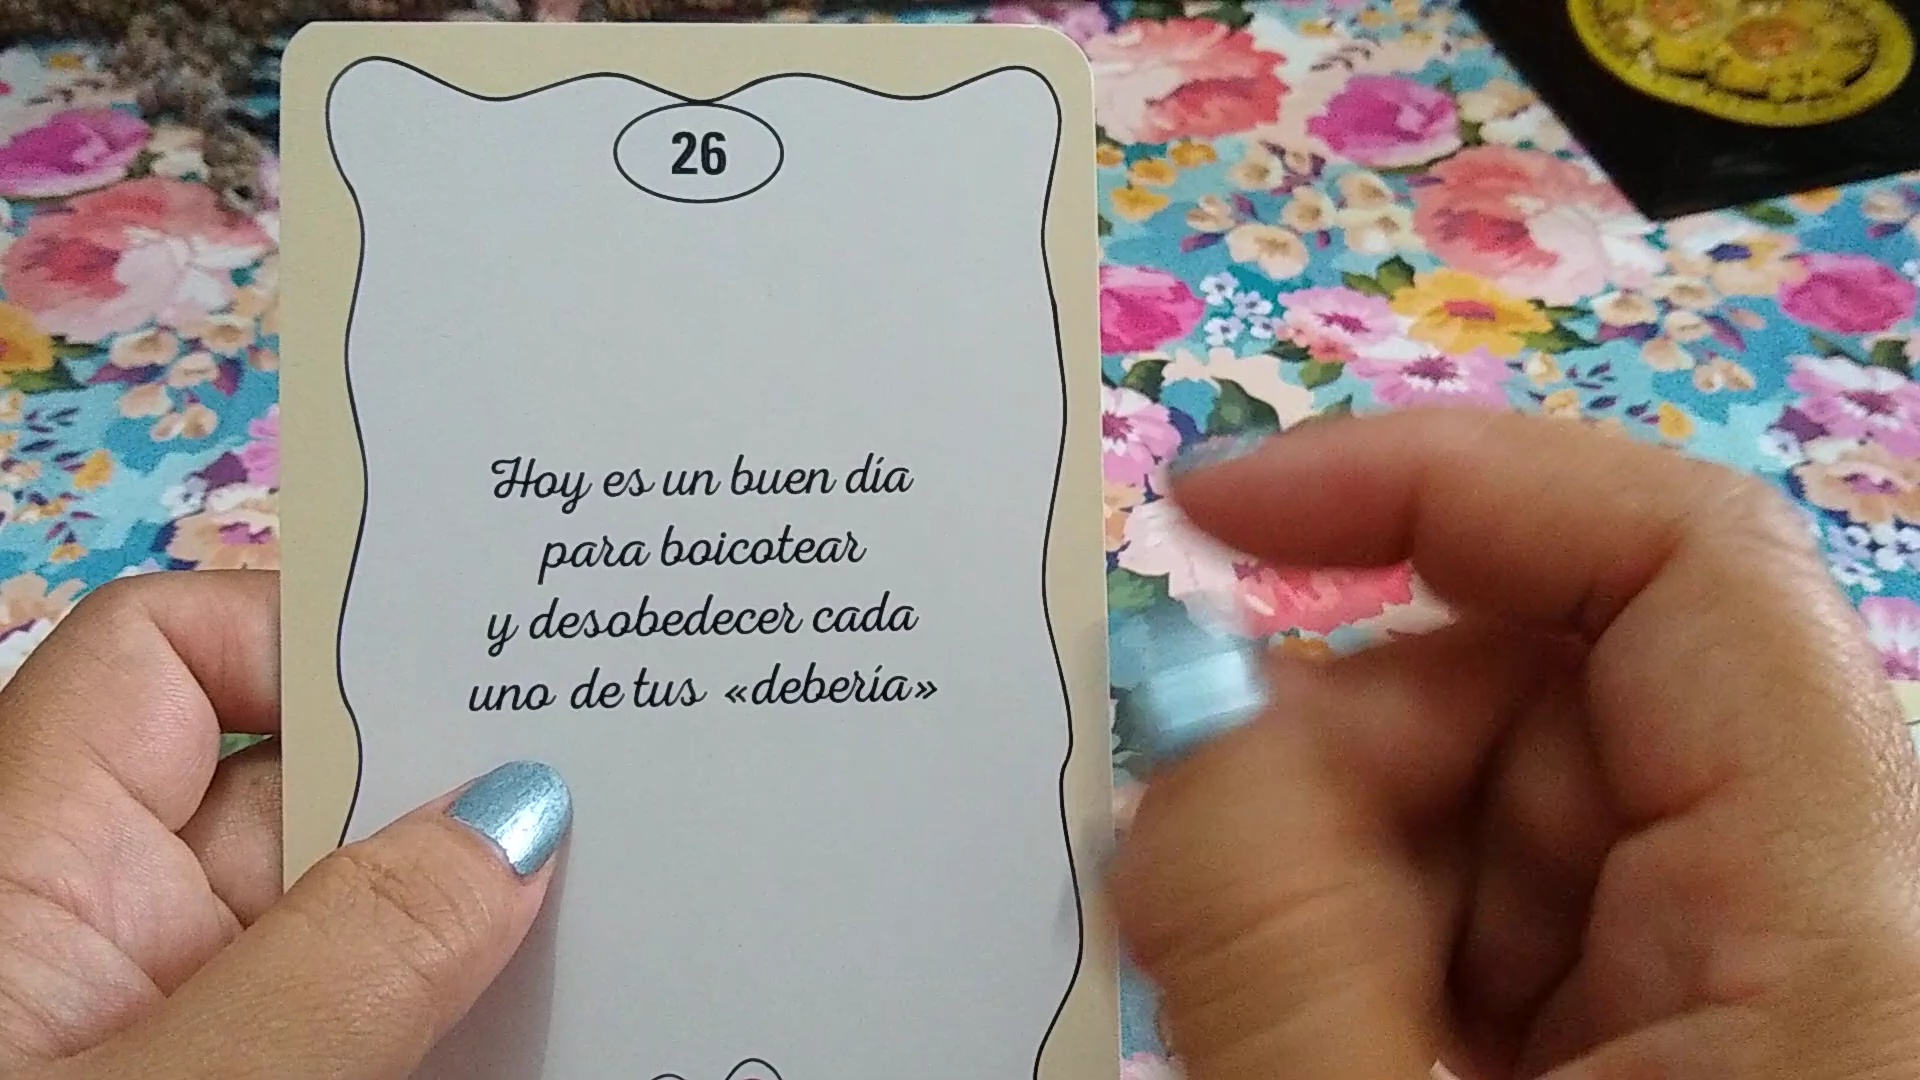 26
Hoy es un buen día
para boicotear
y desobedecer cada
uno de tus «debería»